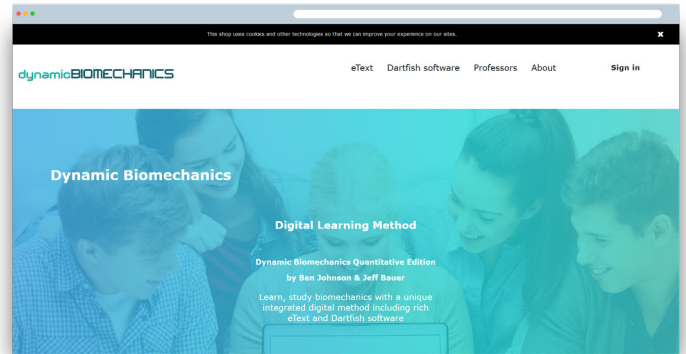 This shop uses cookies and other technologies so that we can improve your experience on our sites.
dynamicBIOMECHANICS
eText Dartfish software Professors About Sign in
Dynamic Biomechanics
Digital Learning Method
Dynamic Biomechanics Quantitative Edition
by Ben Johnson & Jeff Bauer
Learn, study biomechanics with a unique
integrated digital method including rich
eText and Dartfish software